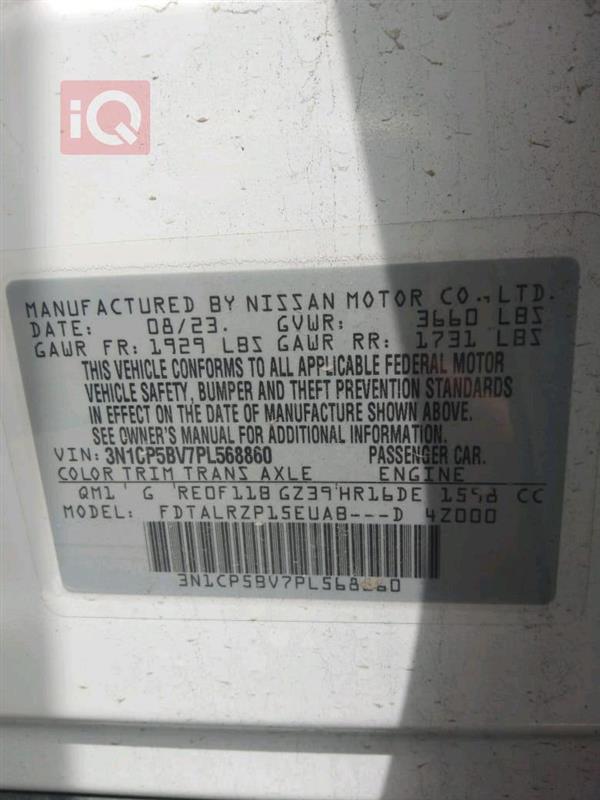 iQ
MANUFACTURED BY NISSAN MOTOR CO., LTD.
DATE: 08/23. GVWR: 3660 LBS
GAWR FR: 1929 LBS GAWR RR: 1731 LBS
THIS VEHICLE CONFORMS TO ALL APPLICABLE FEDERAL MOTOR
VEHICLE SAFETY, BUMPER AND THEFT PREVENTION STANDARDS
IN EFFECT ON THE DATE OF MANUFACTURE SHOWN ABOVE.
SEE OWNER'S MANUAL FOR ADDITIONAL INFORMATION.
VIN: 3N1CP5BV7PL568860 PASSENGER CAR.
COLOR TRIM TRANS AXLE ENGINE
QM1 G RE0F11B GZ39 HR16DE 1598 CC
MODEL: FDTALRZP15EUAB---D 4Z000
3N1CP5BV7PL568860